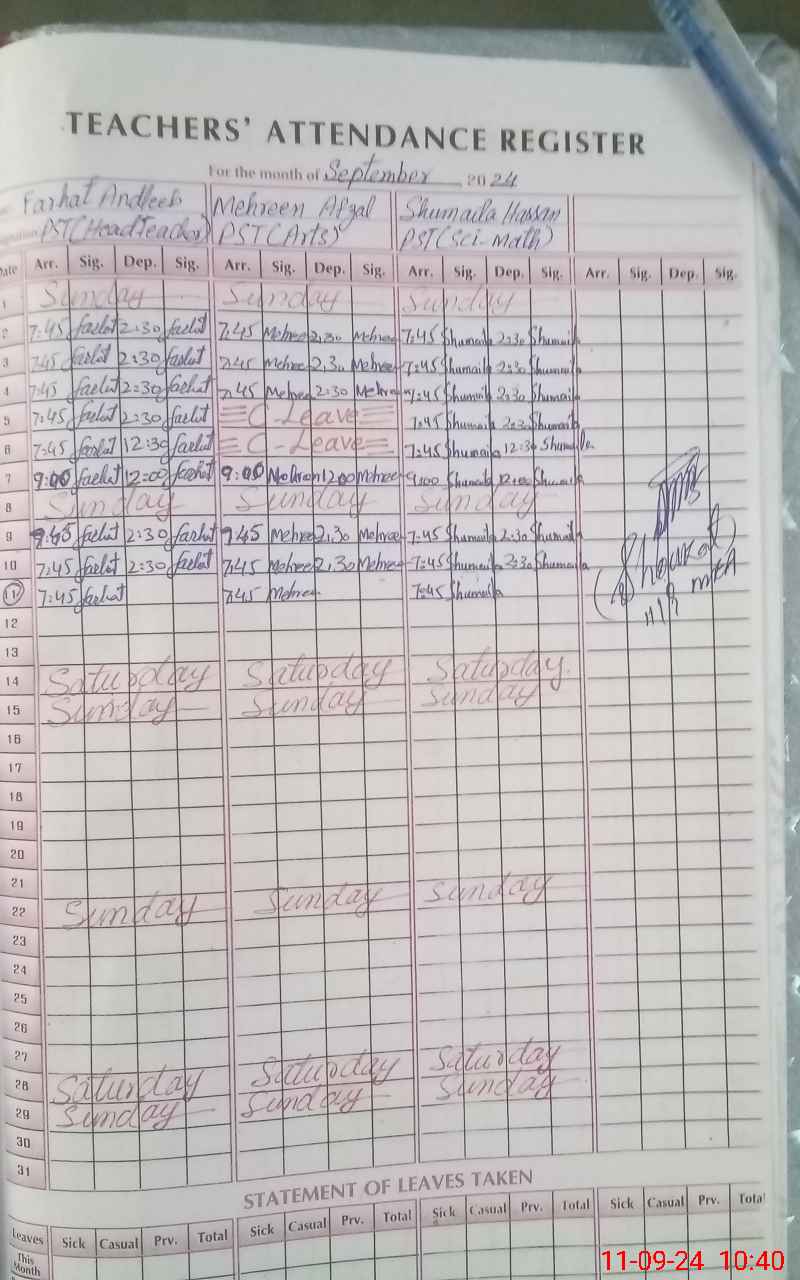 TEACHERS' ATTENDANCE REGISTER
For the month of September 2024
Farhat Andleeb Mehreen Afzal Shumaila Hassan
PST(Head Teacher) PST(Arts) PST(Sci-Math)
Date Arr. Sig. Dep. Sig. Arr. Sig. Dep. Sig. Arr. Sig. Dep. Sig. Arr. Sig. Dep. Sig.
1 Sunday Sunday Sunday
2 7:45 farhat 2:30 farhat 7:45 Mehreen 2:30 Mehreen 7:45 Shumaila 2:30 Shumaila
3 7:45 farhat 2:30 farhat 7:45 Mehreen 2:30 Mehreen 7:45 Shumaila 2:30 Shumaila
4 7:45 farhat 2:30 farhat 7:45 Mehreen 2:30 Mehreen 7:45 Shumaila 2:30 Shumaila
5 7:45 farhat 2:30 farhat C-Leave 7:45 Shumaila 2:30 Shumaila
6 7:45 farhat 12:30 farhat C-Leave 7:45 Shumaila 12:30 Shumaila
7 9:00 farhat 12:00 farhat 9:00 Mehreen 12:00 Mehreen 9:00 Shumaila 12:00 Shumaila
8 Sunday Sunday Sunday
9 7:45 farhat 2:30 farhat 7:45 Mehreen 2:30 Mehreen 7:45 Shumaila 2:30 Shumaila
10 7:45 farhat 2:30 farhat 7:45 Mehreen 2:30 Mehreen 7:45 Shumaila 2:30 Shumaila
11 7:45 farhat 7:45 Mehreen 7:45 Shumaila
(Shoukat)
11/9 MEA
12
13
14 Saturday Saturday Saturday.
15 Sunday Sunday Sunday
16
17
18
19
20
21
22 Sunday Sunday Sunday
23
24
25
26
27
28 Saturday Saturday Saturday
29 Sunday Sunday Sunday
30
31
STATEMENT OF LEAVES TAKEN
Leaves Sick Casual Prv. Total Sick Casual Prv. Total Sick Casual Prv. Total Sick Casual Prv. Total
This Month
11-09-24 10:40